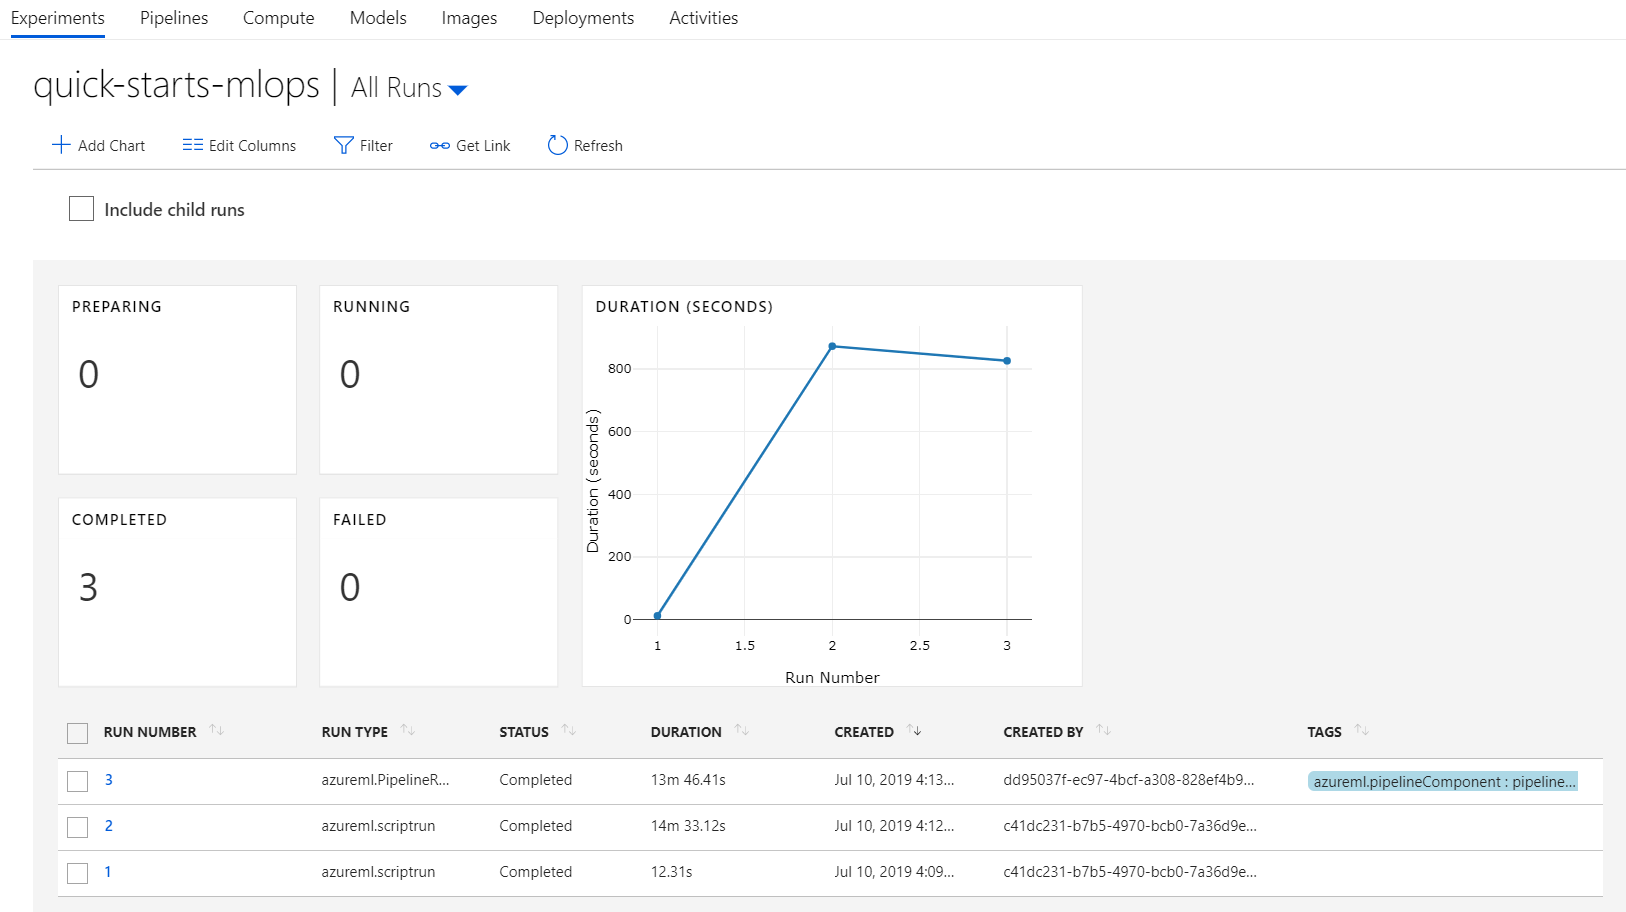 Experiments Pipelines Compute Models Images Deployments Activities
quick-starts-mlops | All Runs
Add Chart Edit Columns Filter Get Link Refresh
Include child runs
PREPARING
0
RUNNING
0
COMPLETED
3
FAILED
0
DURATION (SECONDS)
Duration (seconds)
800
600
400
200
0
1 1.5 2 2.5 3
Run Number
RUN NUMBER RUN TYPE STATUS DURATION CREATED CREATED BY TAGS
3 azureml.PipelineR... Completed 13m 46.41s Jul 10, 2019 4:13... dd95037f-ec97-4bcf-a308-828ef4b9... azureml.pipelineComponent : pipeline...
2 azureml.scriptrun Completed 14m 33.12s Jul 10, 2019 4:12... c41dc231-b7b5-4970-bcb0-7a36d9e...
1 azureml.scriptrun Completed 12.31s Jul 10, 2019 4:09... c41dc231-b7b5-4970-bcb0-7a36d9e...